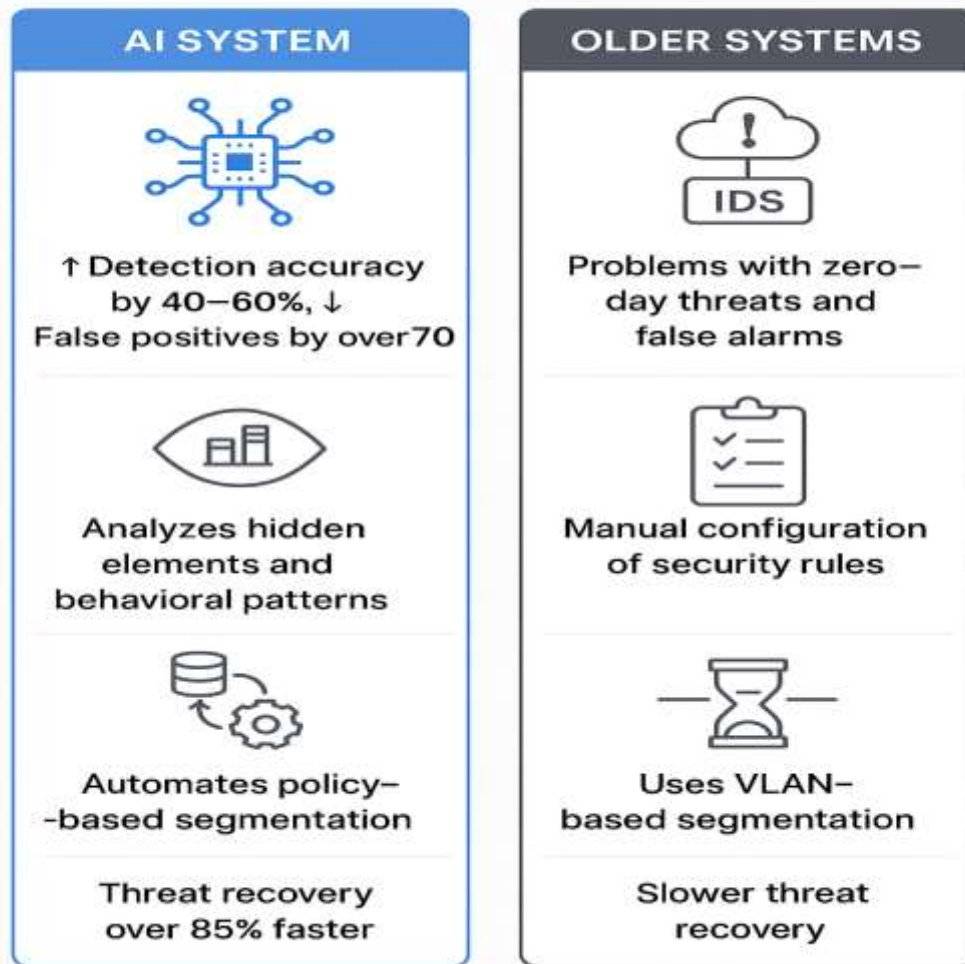 AI SYSTEM
↑ Detection accuracy
by 40–60%, ↓
False positives by over70
Analyzes hidden
elements and
behavioral patterns
Automates policy–
-based segmentation
Threat recovery
over 85% faster
OLDER SYSTEMS
!
IDS
Problems with zero–
day threats and
false alarms
Manual configuration
of security rules
Uses VLAN–
based segmentation
Slower threat
recovery